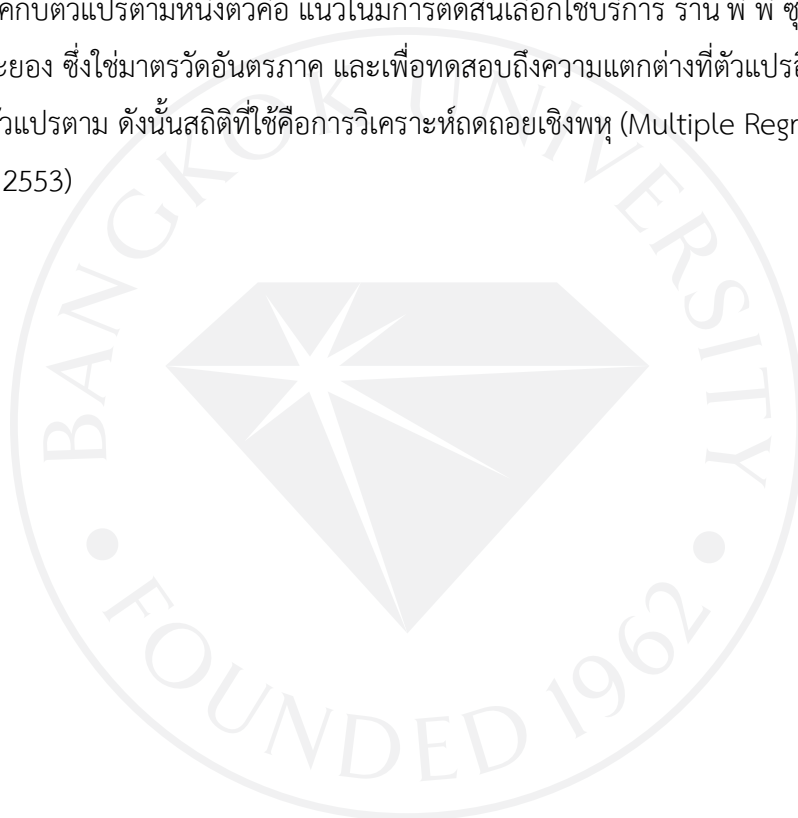 คกับตัวแปรตามหนึ่งตัวคือ แนวโน้มการตัดสินเลือกใช้บริการ ร้าน พี พี ซุ
ะยอง ซึ่งใช่มาตรวัดอันตรภาค และเพื่อทดสอบถึงความแตกต่างที่ตัวแปรอิ
ัวแปรตาม ดังนั้นสถิติที่ใช้คือการวิเคราะห์ถดถอยเชิงพหุ (Multiple Regr
2553)
BANGKOK UNIVERSITY
FOUNDED 1962